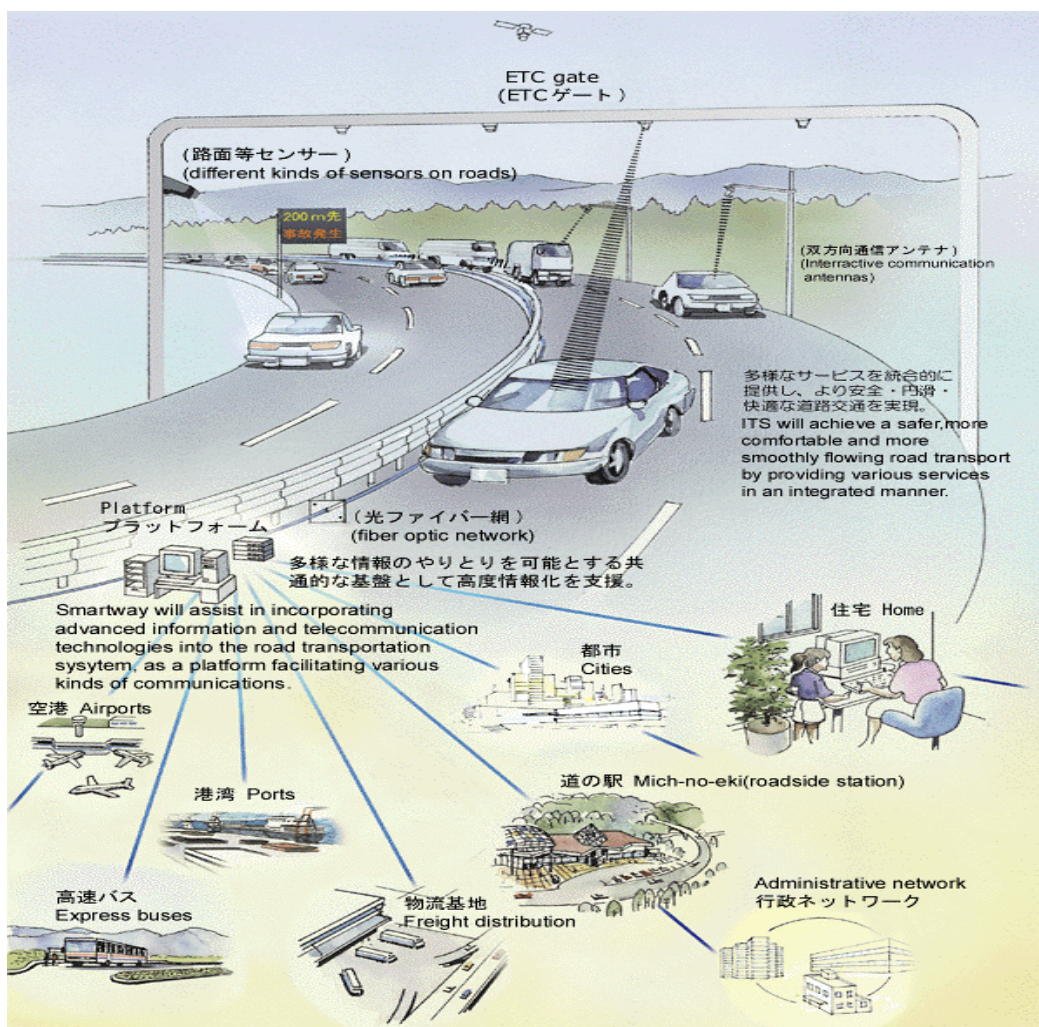 ETC gate
(ETCゲート)
(路面等センサー)
(different kinds of sensors on roads)
200m先
事故発生
(双方向通信アンテナ)
(Interractive communication
antennas)
多様なサービスを統合的に
提供し、より安全・円滑・
快適な道路交通を実現。
ITS will achieve a safer,more
comfortable and more
smoothly flowing road transport
by providing various services
in an integrated manner.
Platform
プラットフォーム
(光ファイバー網)
(fiber optic network)
多様な情報のやりとりを可能とする共
通的な基盤として高度情報化を支援。
Smartway will assist in incorporating
advanced information and telecommunication
technologies into the road transportation
sysytem, as a platform facilitating various
kinds of communications.
住宅 Home
都市
Cities
空港 Airports
港湾 Ports
道の駅 Mich-no-eki(roadside station)
高速バス
Express buses
物流基地
Freight distribution
Administrative network
行政ネットワーク